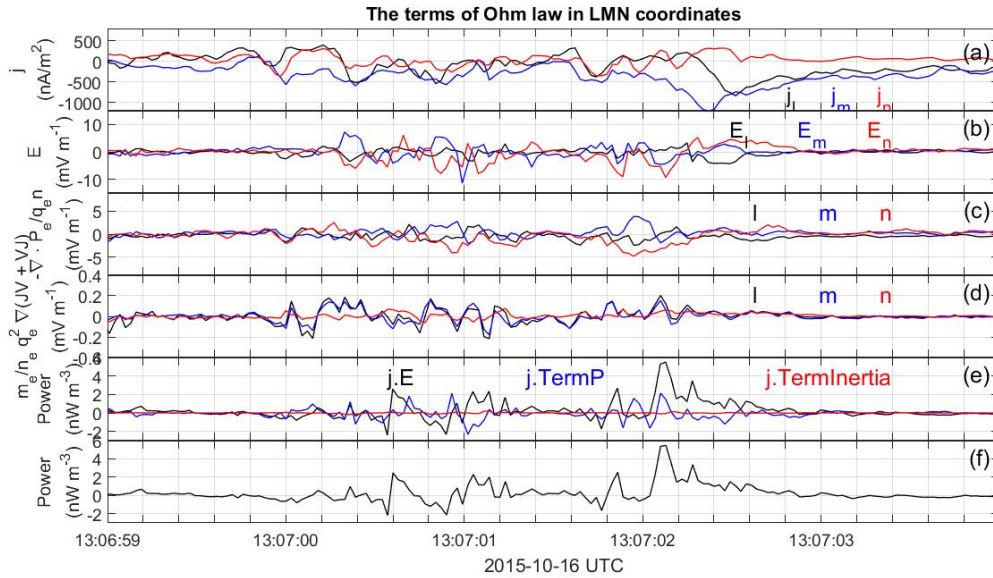 The terms of Ohm law in LMN coordinates
j
(nA/m²)
500
0
-500
-1000
(a)
j_l j_m j_n
E
(mV m⁻¹)
10
0
-10
(b)
E_l E_m E_n
-∇ · P_e/q_e n
(mV m⁻¹)
5
0
-5
(c)
l m n
m_e/n_e q_e² ∇(JV + VJ)
(mV m⁻¹)
0.4
0.2
0
-0.2
(d)
l m n
Power
(nW m⁻³)
6
4
2
0
-2
(e)
j.E j.TermP j.TermInertia
Power
(nW m⁻³)
6
4
2
0
-2
(f)
13:06:59 13:07:00 13:07:01 13:07:02 13:07:03
2015-10-16 UTC